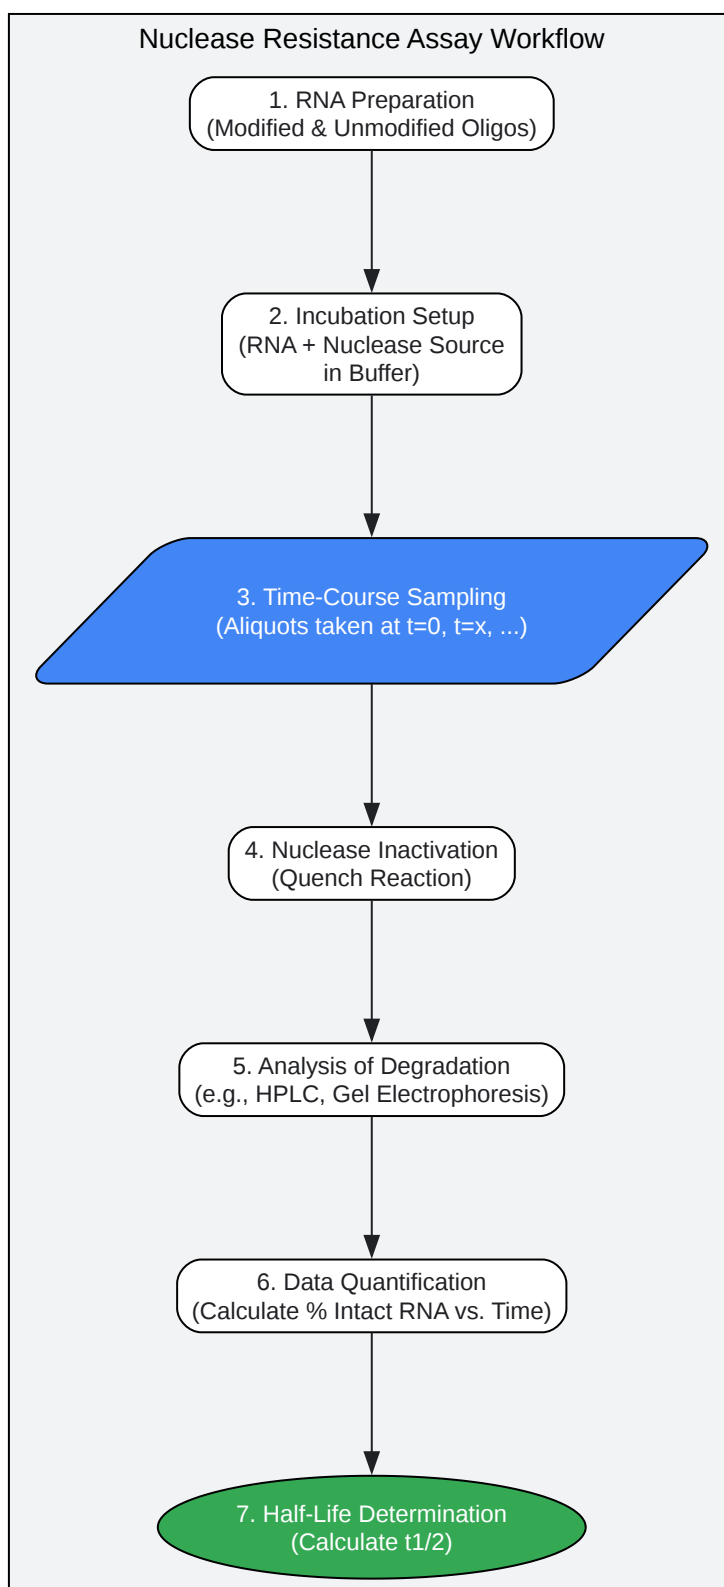 Nuclease Resistance Assay Workflow
1. RNA Preparation
(Modified & Unmodified Oligos)
2. Incubation Setup
(RNA + Nuclease Source
in Buffer)
3. Time-Course Sampling
(Aliquots taken at t=0, t=x, ...)
4. Nuclease Inactivation
(Quench Reaction)
5. Analysis of Degradation
(e.g., HPLC, Gel Electrophoresis)
6. Data Quantification
(Calculate % Intact RNA vs. Time)
7. Half-Life Determination
(Calculate t1/2)